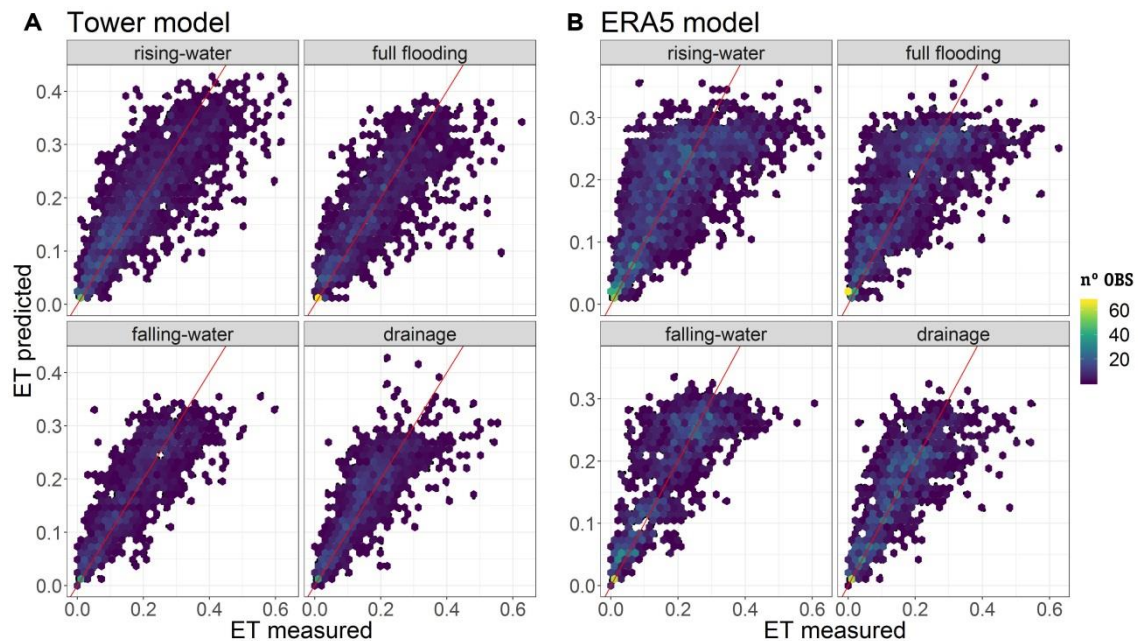 A Tower model
rising-water full flooding
0.4
0.3
0.2
0.1
0.0
falling-water drainage
0.4
0.3
0.2
0.1
0.0
0.0 0.2 0.4 0.6 0.0 0.2 0.4 0.6
ET predicted
ET measured
B ERA5 model
rising-water full flooding
0.3
0.2
0.1
0.0
falling-water drainage
0.3
0.2
0.1
0.0
0.0 0.2 0.4 0.6 0.0 0.2 0.4 0.6
ET measured
nº OBS
60
40
20